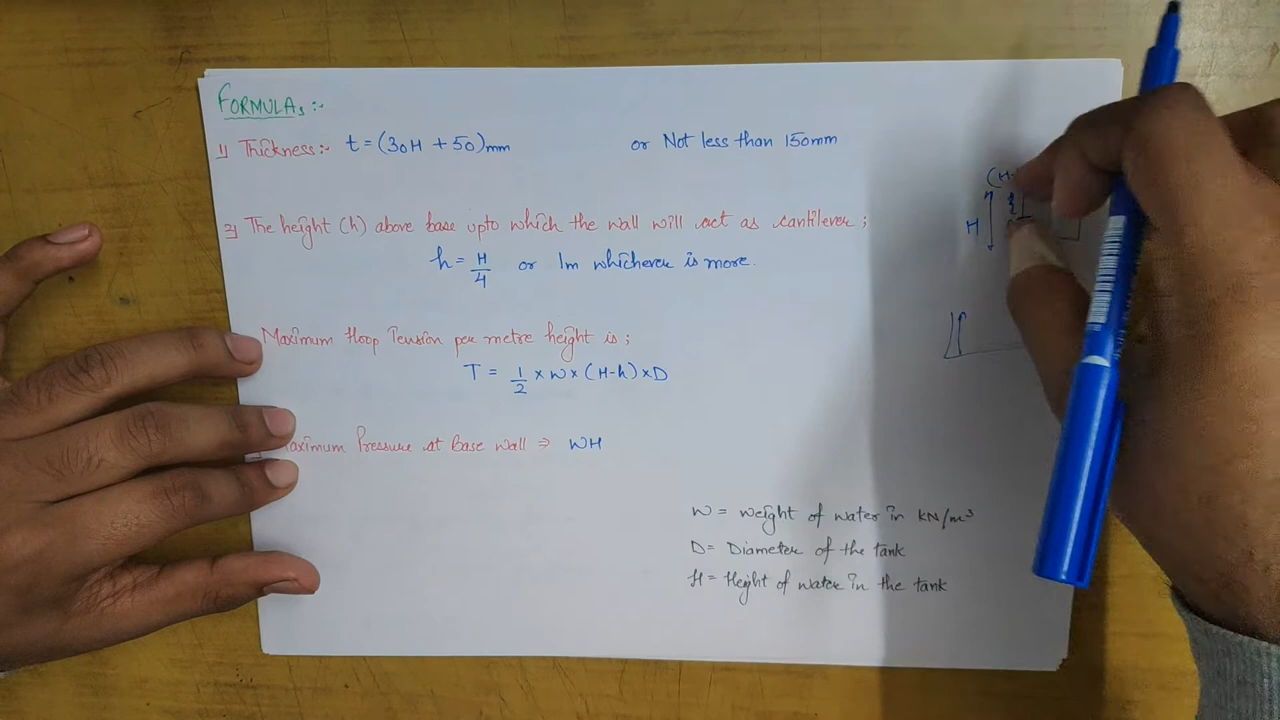 FORMULAs :-
1) Thickness:- t = (30H + 50) mm or Not less than 150mm
2) The height (h) above base upto which the wall will act as cantilever ;
h = H/4 or 1m whichever is more.
Maximum Hoop Tension per metre height is ;
T = 1/2 × w × (H-h) × D
Maximum Pressure at Base wall ⇒ WH
W = weight of water in KN/m³
D = Diameter of the tank
H = Height of water in the tank
H